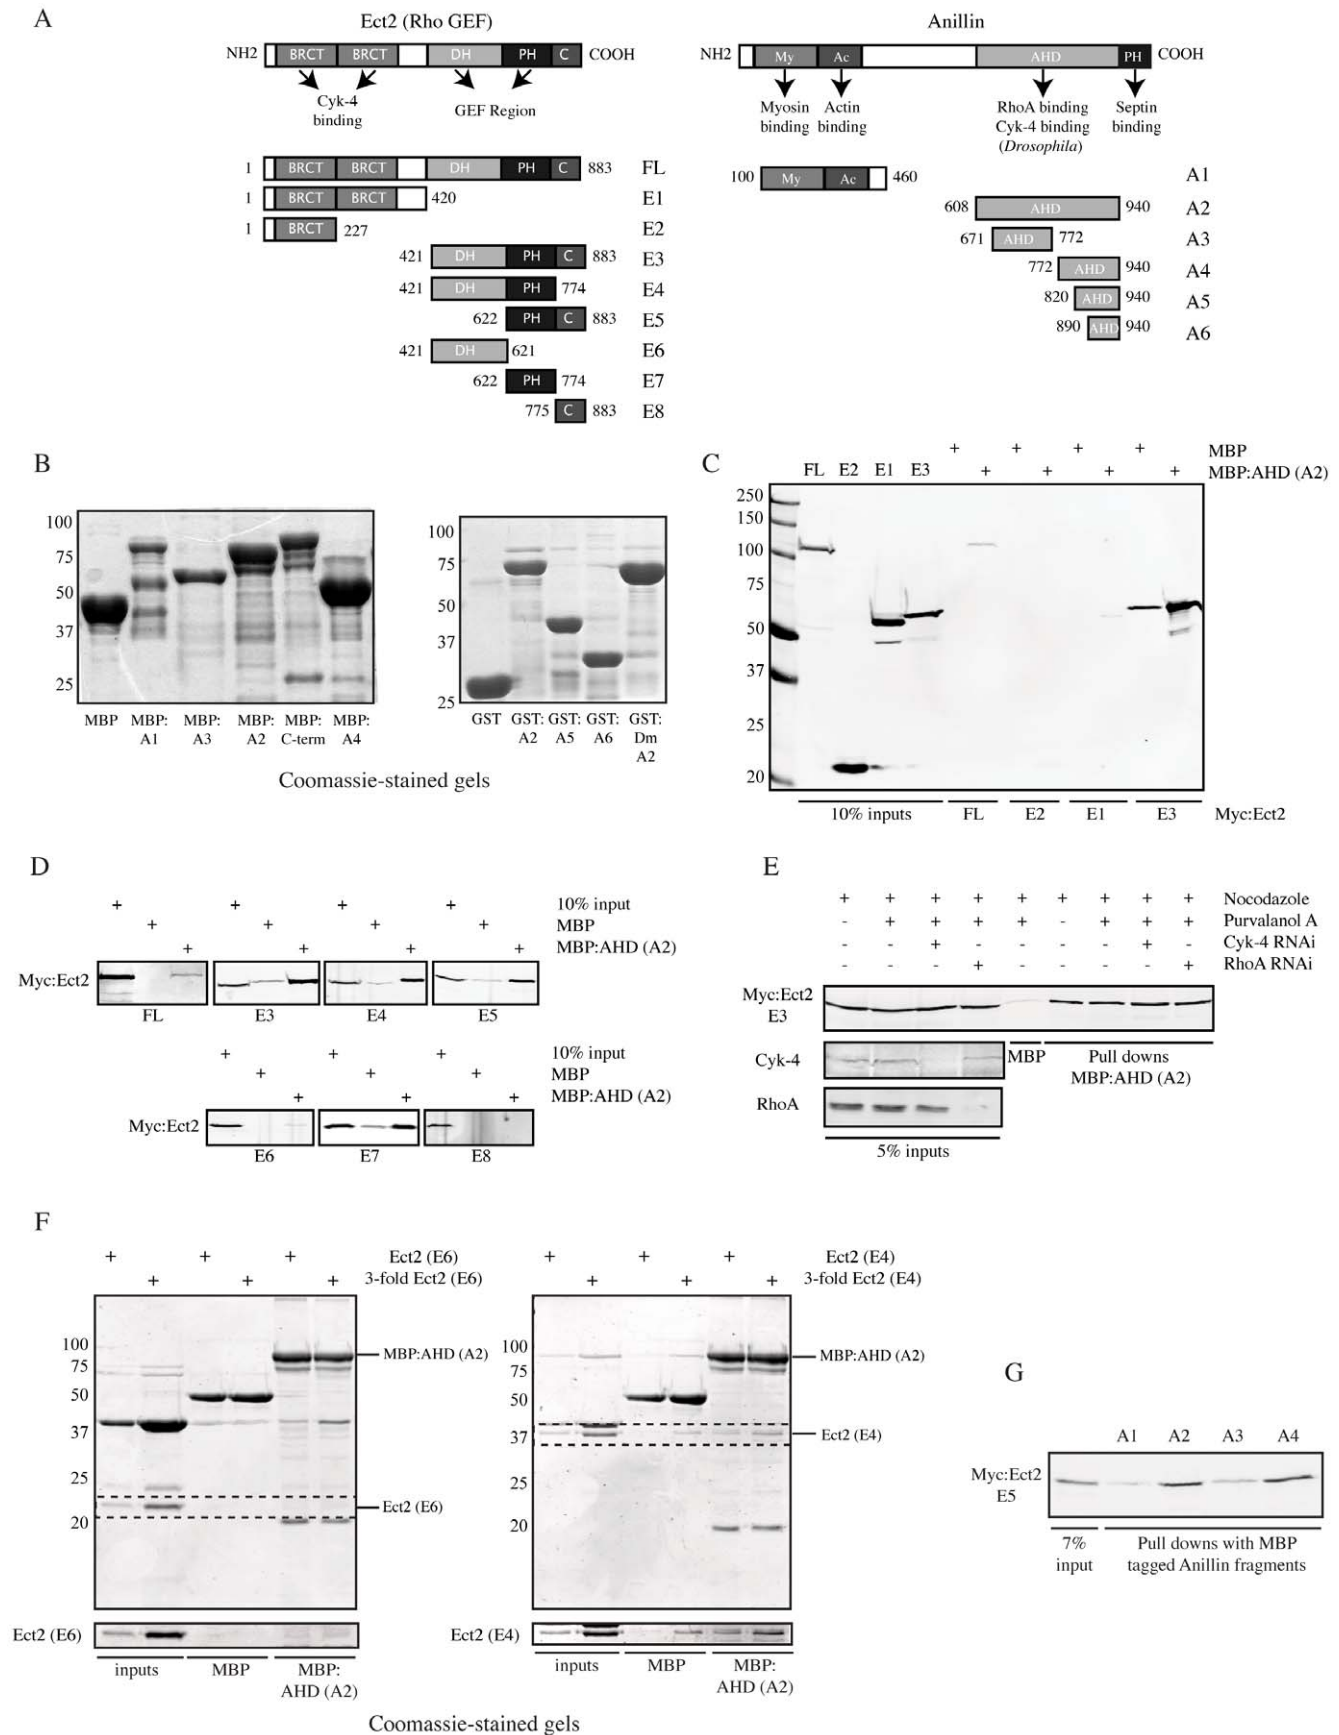 A
Ect2 (Rho GEF)
NH2 BRCT BRCT DH PH C COOH
Cyk-4
binding
GEF Region
1 BRCT BRCT DH PH C 883 FL
1 BRCT BRCT 420 E1
1 BRCT 227 E2
421 DH PH C 883 E3
421 DH PH 774 E4
622 PH C 883 E5
421 DH 621 E6
622 PH 774 E7
775 C 883 E8
Anillin
NH2 My Ac AHD PH COOH
Myosin binding
Actin binding
RhoA binding
Cyk-4 binding
(Drosophila)
Septin binding
100 My Ac 460 A1
608 AHD 940 A2
671 AHD 772 A3
772 AHD 940 A4
820 AHD 940 A5
890 AHD 940 A6
B
100
75
50
37
25
MBP MBP: A1 MBP: A3 MBP: A2 MBP: C-term MBP: A4
100
75
50
37
25
GST GST: A2 GST: A5 GST: A6 GST: Dm A2
Coomassie-stained gels
C
+ + + + MBP
FL E2 E1 E3 + + + + MBP:AHD (A2)
250
150
100
75
50
37
25
20
10% inputs FL E2 E1 E3 Myc:Ect2
D
+ + + + 10% input
+ + + + MBP
+ + + + MBP:AHD (A2)
Myc:Ect2
FL E3 E4 E5
+ + + 10% input
+ + + MBP
+ + + MBP:AHD (A2)
Myc:Ect2
E6 E7 E8
E
+ + + + + + + + + Nocodazole
- + + + + - + + + Purvalanol A
- - + - - - - + - Cyk-4 RNAi
- - - + - - - - + RhoA RNAi
Myc:Ect2
E3
Cyk-4
RhoA
MBP
Pull downs
MBP:AHD (A2)
5% inputs
F
+ + + Ect2 (E6)
+ + + 3-fold Ect2 (E6)
100
75
50
37
25
20
MBP:AHD (A2)
Ect2 (E6)
Ect2 (E6)
inputs MBP MBP:
AHD (A2)
+ + + Ect2 (E4)
+ + + 3-fold Ect2 (E4)
100
75
50
37
25
20
MBP:AHD (A2)
Ect2 (E4)
Ect2 (E4)
inputs MBP MBP:
AHD (A2)
Coomassie-stained gels
G
A1 A2 A3 A4
Myc:Ect2
E5
7%
input
Pull downs with MBP
tagged Anillin fragments